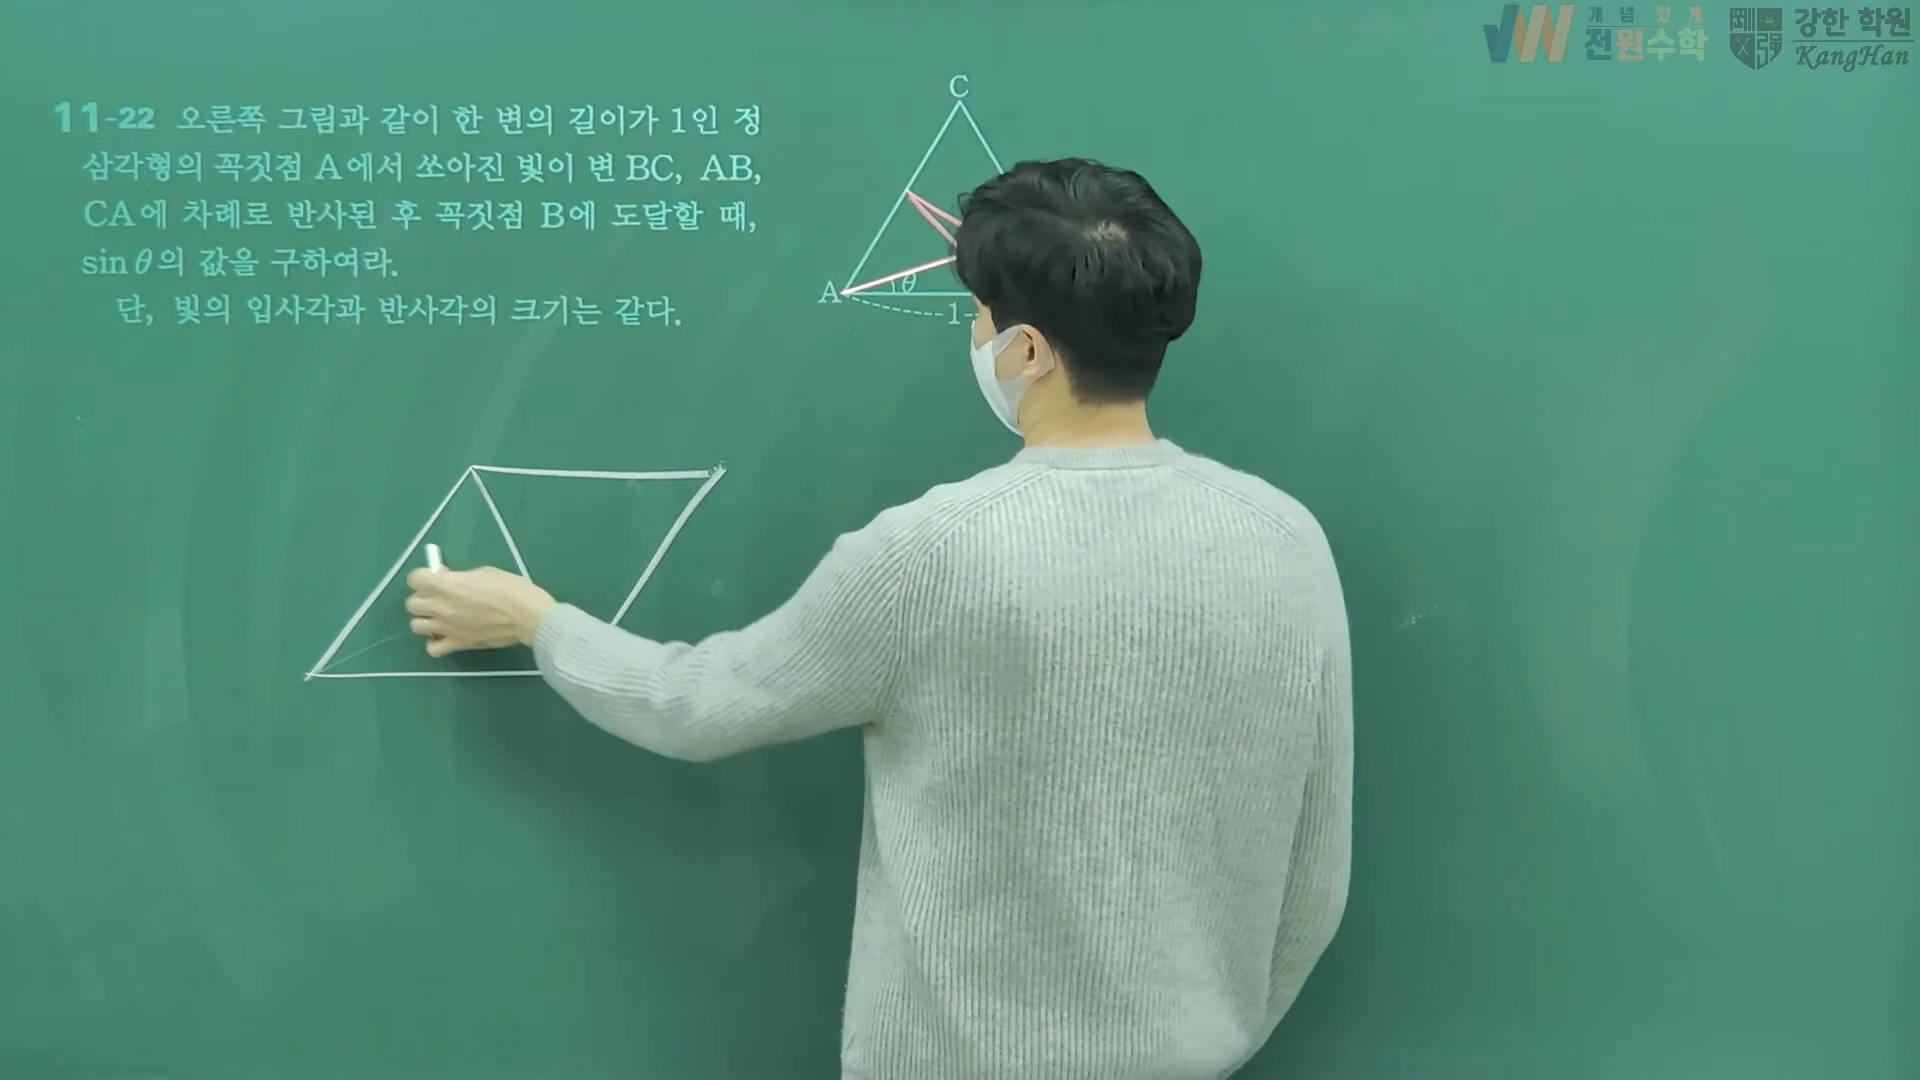 개념있게
전원수학
강한 학원
KangHan
11-22 오른쪽 그림과 같이 한 변의 길이가 1인 정
삼각형의 꼭짓점 A에서 쏘아진 빛이 변 BC, AB,
CA에 차례로 반사된 후 꼭짓점 B에 도달할 때,
sin θ의 값을 구하여라.
단, 빛의 입사각과 반사각의 크기는 같다.
C
A
θ
1